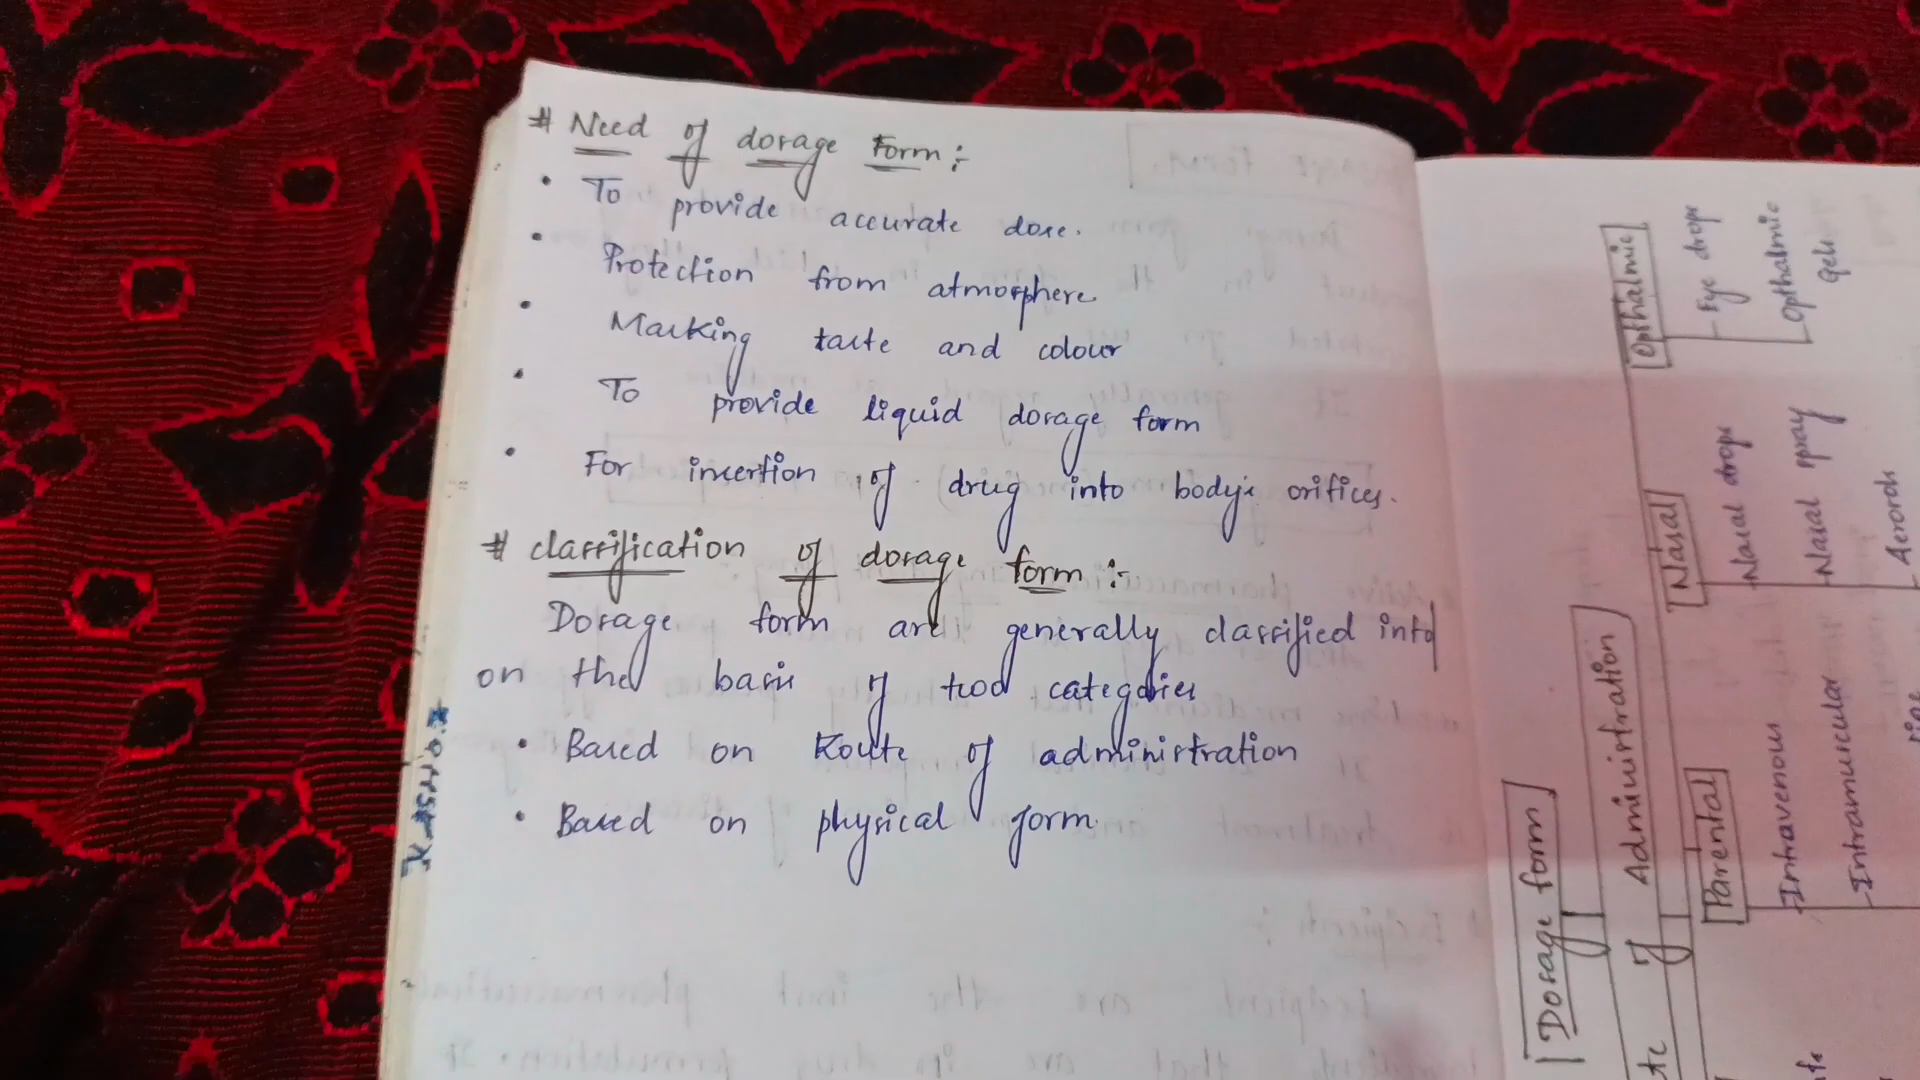 # Need of dosage Form :-
• To provide accurate dose.
• Protection from atmosphere
• Masking taste and colour
• To provide liquid dosage form
• For insertion of drug into body's orifices.
# classification of dosage form :-
Dosage form are generally classified into
on the basis of two categories
• Based on Route of administration
• Based on physical form.
Dosage form
of Administration
Parental
Intravenous
Intramuscular
Nasal
Nasal drops
Nasal spray
Aerosols
Opthalmic
Eye drops
Opthalmic
gels